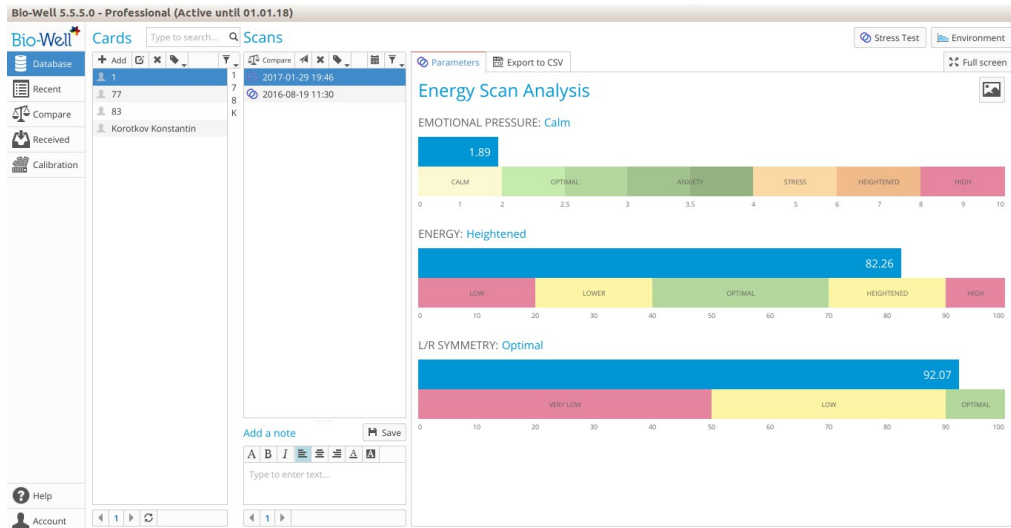 Bio-Well 5.5.5.0 - Professional (Active until 01.01.18)
Bio-Well
Cards
Type to search...
Scans
Stress Test
Environment
Database
Recent
Compare
Received
Calibration
Help
Account
Add
1
77
83
Korotkov Konstantin
1
7
8
K
1
Compare
2017-01-29 19:46
2016-08-19 11:30
Add a note
Save
A B I A A
Type to enter text...
1
Parameters
Export to CSV
Full screen
Energy Scan Analysis
EMOTIONAL PRESSURE: Calm
1.89
CALM OPTIMAL ANXIETY STRESS HEIGHTENED HIGH
0 1 2 2.5 3 3.5 4 5 6 7 8 9 10
ENERGY: Heightened
82.26
LOW LOWER OPTIMAL HEIGHTENED HIGH
0 10 20 30 40 50 60 70 80 90 100
L/R SYMMETRY: Optimal
92.07
VERY LOW LOW OPTIMAL
0 10 20 30 40 50 60 70 80 90 100